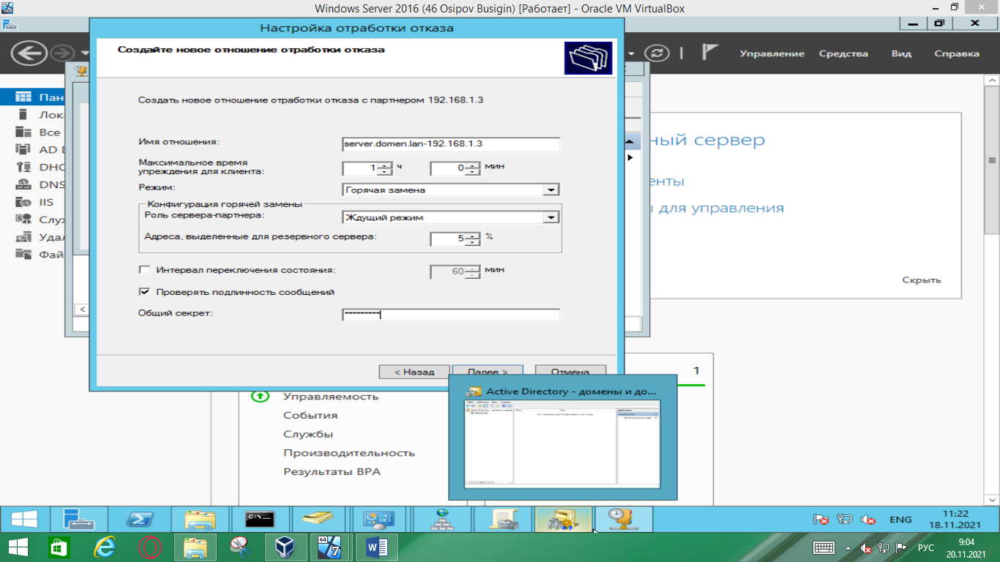 Windows Server 2016 (46 Osipov Busigin) [Работает] - Oracle VM VirtualBox
Настройка отработки отказа
Создайте новое отношение отработки отказа
Управление Средства Вид Справка
Создать новое отношение отработки отказа с партнером 192.168.1.3
Имя отношения: server.domen.lan-192.168.1.3
Максимальное время
упреждения для клиента: 1 ч 0 мин
Режим: Горячая замена
Конфигурация горячей замены
Роль сервера-партнера: Ждущий режим
Адреса, выделенные для резервного сервера: 5 %
Интервал переключения состояния: 60 мин
Проверять подлинность сообщений
Общий секрет: *********
< Назад Далее > Отмена
Пан
Лока
Все
AD D
DHC
DNS
IIS
Служ
Удал
Фай
ный сервер
енты
ы для управления
Скрыть
1
Управляемость
События
Службы
Производительность
Результаты BPA
Active Directory - домены и до...
ENG
11:22
18.11.2021
РУС
9:04
20.11.2021